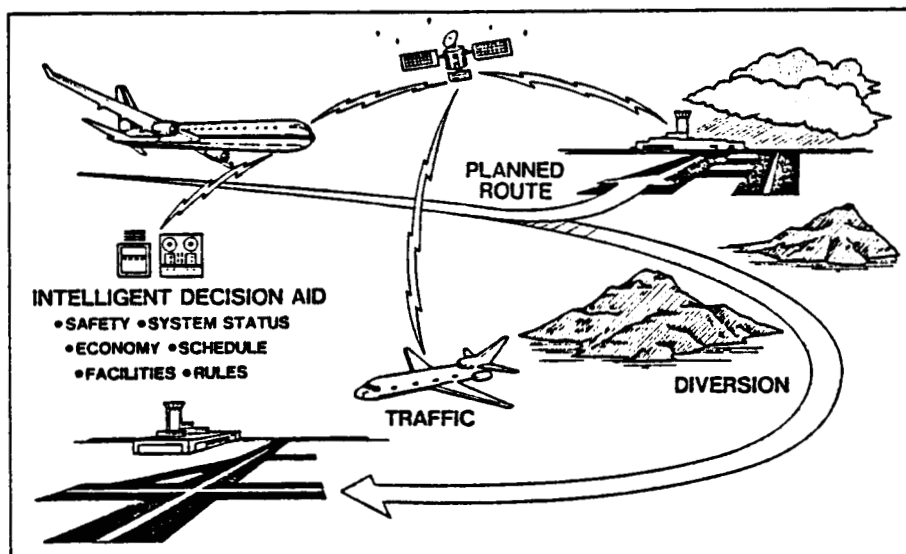 PLANNED
ROUTE
INTELLIGENT DECISION AID
•SAFETY •SYSTEM STATUS
•ECONOMY •SCHEDULE
•FACILITIES •RULES
TRAFFIC
DIVERSION